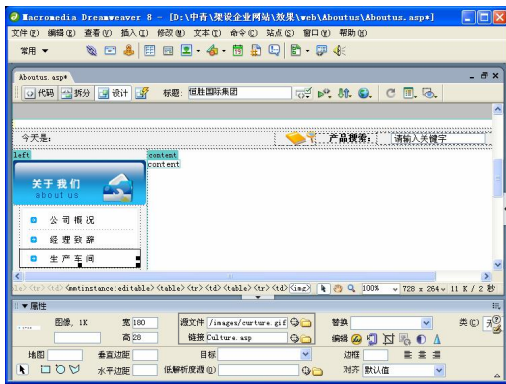 Macromedia Dreamweaver 8 - [D:\中青\架设企业网站\效果\web\Aboutus\Aboutus.asp*]
文件(F) 编辑(E) 查看(V) 插入(I) 修改(M) 文本(T) 命令(C) 站点(S) 窗口(W) 帮助(H)
常用
Aboutus.asp*
代码 拆分 设计 标题: 恒胜国际集团
今天是: 产品搜索: 请输入关键字
left content
content
关于我们
about us
公司概况
经理致辞
生产车间
<mmtinstance:editable> <table> <tr> <td> <table> <tr> <td> <img> 100% 728 x 264 11 K / 2 秒
属性
图像, 1K 宽 180 源文件 /images/curture.gif 替换 类(C)
高 28 链接 Culture.asp 编辑
地图 垂直边距 目标 边框
水平边距 低解析度源(O) 对齐 默认值